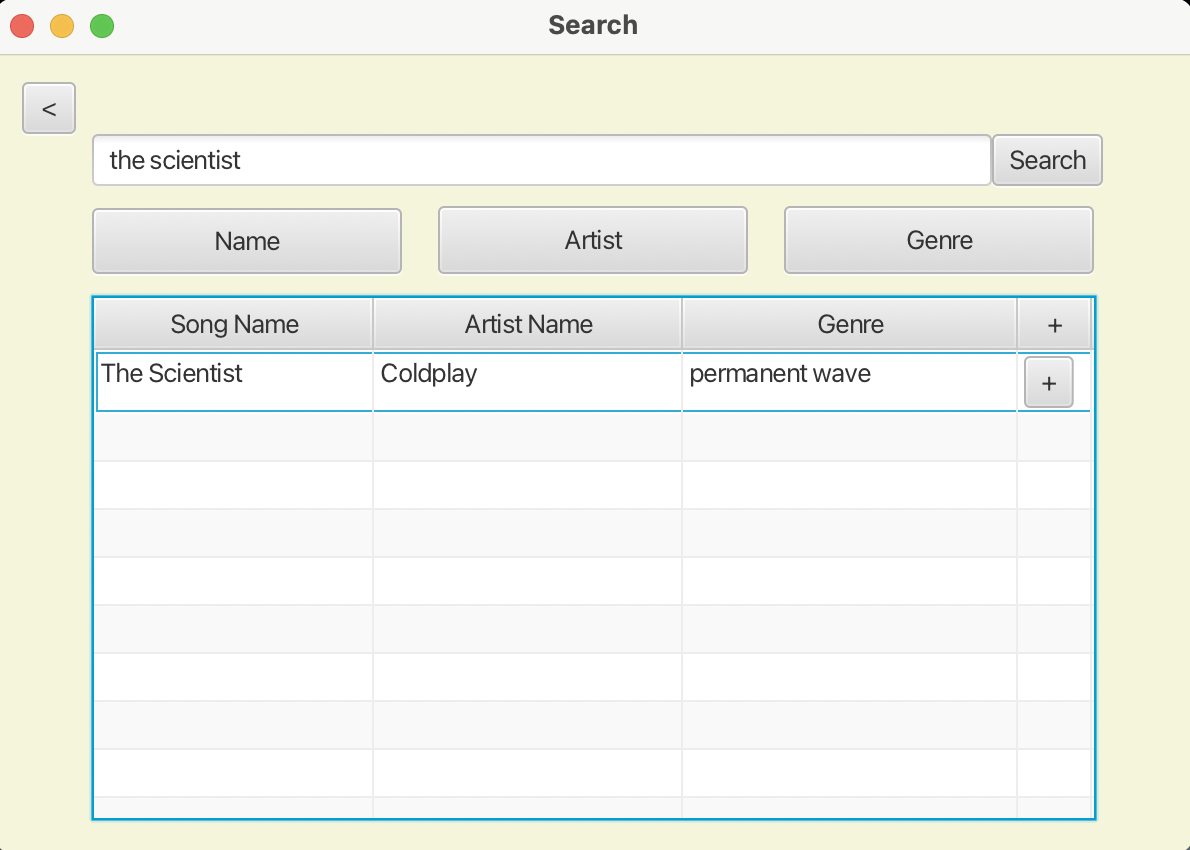 Search
<
the scientist Search
Name Artist Genre
Song Name Artist Name Genre +
The Scientist Coldplay permanent wave +